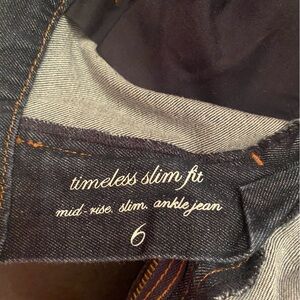 timeless slim fit
mid-rise. slim. ankle jean
6